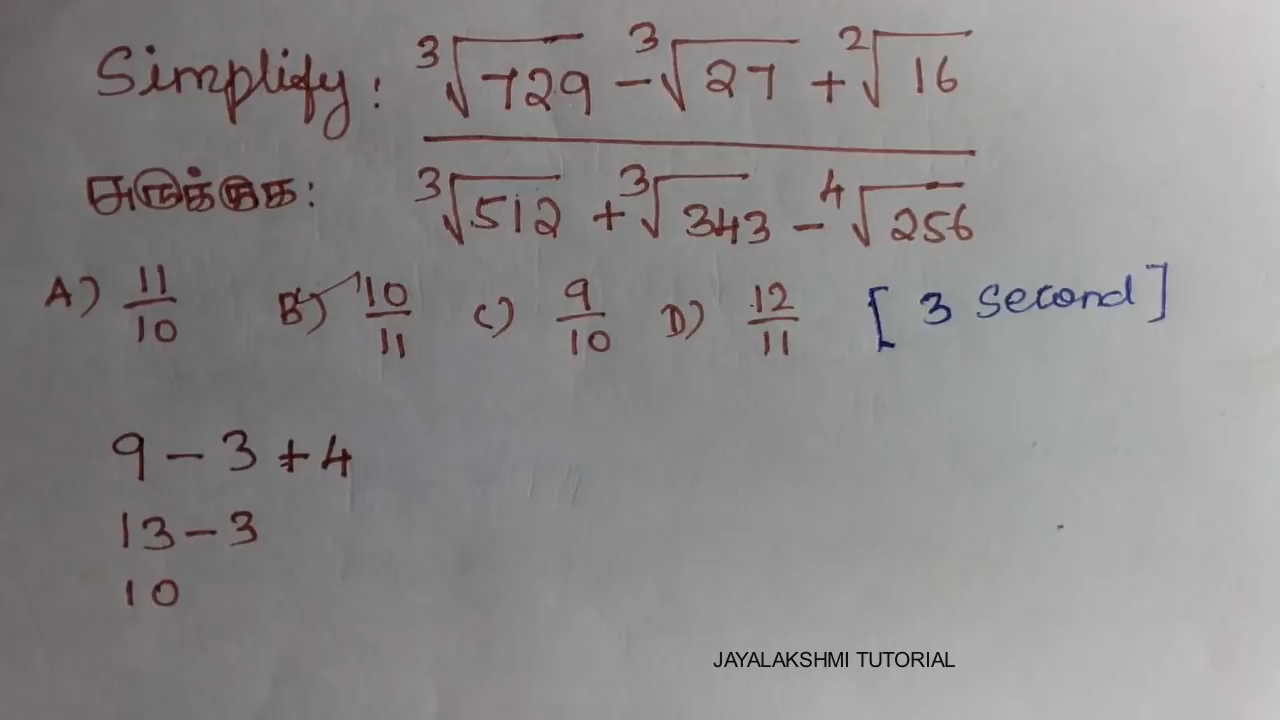 Simplify: ³√729 - ³√27 + ²√16
சுருக்குக: ³√512 + ³√343 - ⁴√256
A) 11/10 B) 10/11 C) 9/10 D) 12/11 [3 Second]
9 - 3 + 4
13 - 3
10
JAYALAKSHMI TUTORIAL